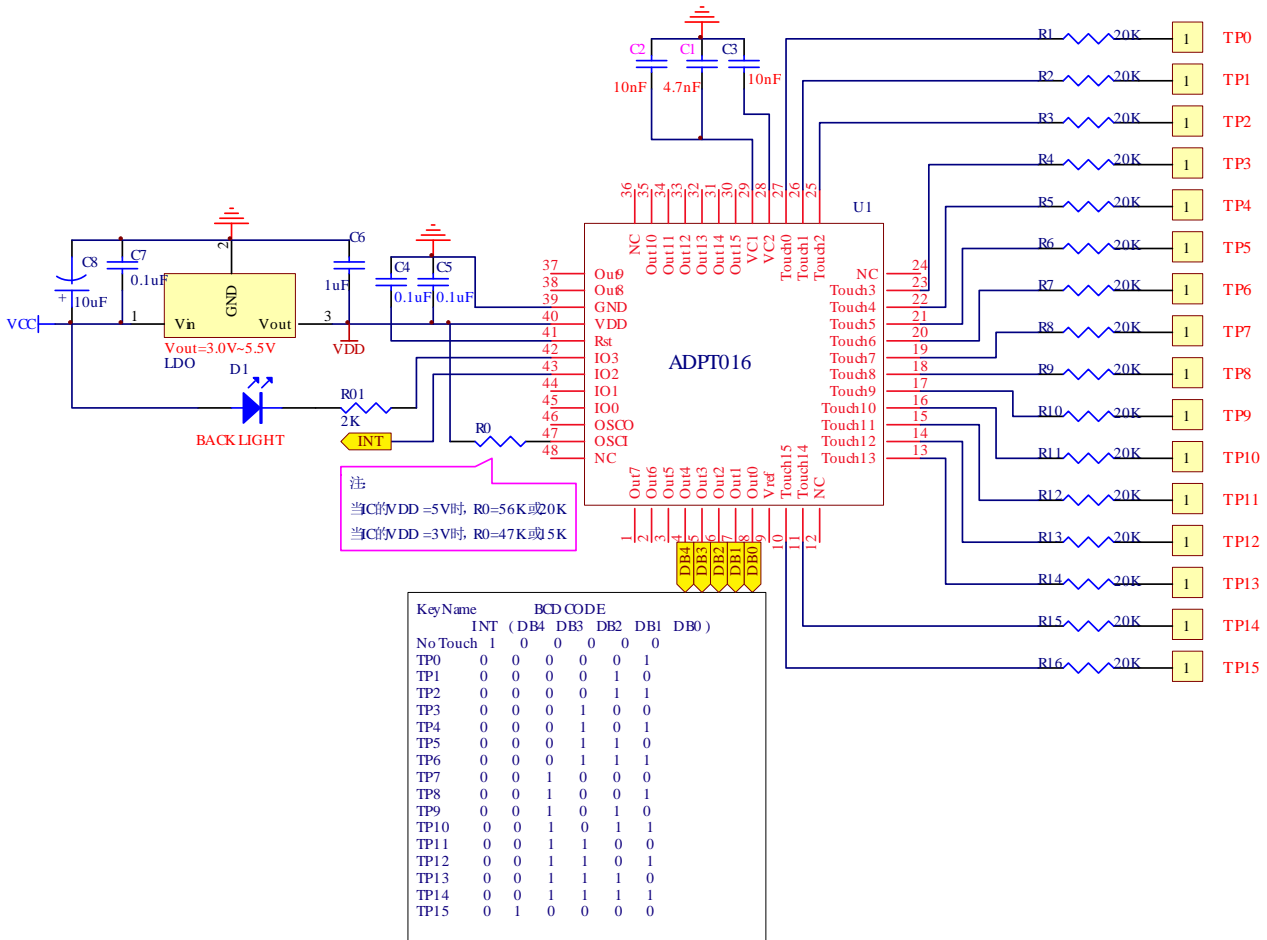 C2 C1 C3
10nF 4.7nF 10nF
R1 20K 1 TP0
R2 20K 1 TP1
R3 20K 1 TP2
R4 20K 1 TP3
R5 20K 1 TP4
R6 20K 1 TP5
R7 20K 1 TP6
R8 20K 1 TP7
R9 20K 1 TP8
R10 20K 1 TP9
R11 20K 1 TP10
R12 20K 1 TP11
R13 20K 1 TP12
R14 20K 1 TP13
R15 20K 1 TP14
R16 20K 1 TP15
U1
ADPT016
36 35 34 33 32 31 30 29 28 27 26 25
NC Out10 Out11 Out12 Out13 Out14 Out15 VC1 VC2 Touch0 Touch1 Touch2
37 Out9
38 Out8
39 GND
40 VDD
41 Rst
42 IO3
43 IO2
44 IO1
45 IO0
46 OSCO
47 OSCI
48 NC
NC 24
Touch3 23
Touch4 22
Touch5 21
Touch6 20
Touch7 19
Touch8 18
Touch9 17
Touch10 16
Touch11 15
Touch12 14
Touch13 13
Out7 Out6 Out5 Out4 Out3 Out2 Out1 Out0 Vref Touch15 Touch14 NC
1 2 3 4 5 6 7 8 9 10 11 12
DB4 DB3 DB2 DB1 DB0
C8 10uF
+
C7 0.1uF
C6 1uF
C4 0.1uF
C5 0.1uF
VCC
1 Vin
2 GND
Vout 3
VDD
Vout=3.0V~5.5V
LDO
D1
BACK LIGHT
R01
2K
INT
R0
注:
当IC的VDD =5V时, R0=56K或20K
当IC的VDD =3V时, R0=47K或15K
Key Name BCD CODE
INT ( DB4 DB3 DB2 DB1 DB0 )
No Touch 1 0 0 0 0 0
TP0 0 0 0 0 0 1
TP1 0 0 0 0 1 0
TP2 0 0 0 0 1 1
TP3 0 0 0 1 0 0
TP4 0 0 0 1 0 1
TP5 0 0 0 1 1 0
TP6 0 0 0 1 1 1
TP7 0 0 1 0 0 0
TP8 0 0 1 0 0 1
TP9 0 0 1 0 1 0
TP10 0 0 1 0 1 1
TP11 0 0 1 1 0 0
TP12 0 0 1 1 0 1
TP13 0 0 1 1 1 0
TP14 0 0 1 1 1 1
TP15 0 1 0 0 0 0